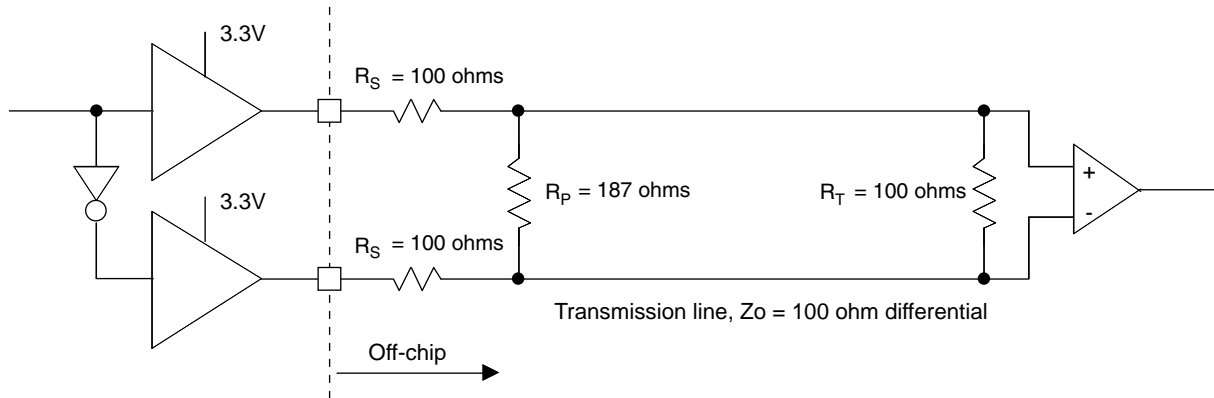 3.3V
R_S = 100 ohms
3.3V
R_P = 187 ohms
R_T = 100 ohms
+
-
R_S = 100 ohms
Transmission line, Zo = 100 ohm differential
Off-chip